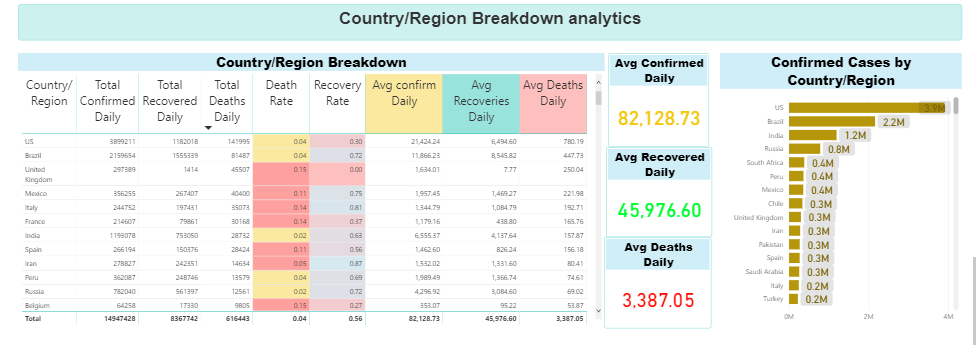 Country/Region Breakdown analytics
Country/Region Breakdown
Country/ Total Total Total Death Recovery Avg confirm Avg Avg Deaths
Region Confirmed Recovered Deaths Rate Rate Daily Recoveries Daily
Daily Daily Daily Daily
US 3899211 1182018 141995 0.04 0.30 21,424.24 6,494.60 780.19
Brazil 2159654 1555339 81487 0.04 0.72 11,866.23 8,545.82 447.73
United 297389 1414 45507 0.15 0.00 1,634.01 7.77 250.04
Kingdom
Mexico 356255 267407 40400 0.11 0.75 1,957.45 1,469.27 221.98
Italy 244752 197431 35073 0.14 0.81 1,344.79 1,084.79 192.71
France 214607 79861 30168 0.14 0.37 1,179.16 438.80 165.76
India 1193078 753050 28732 0.02 0.63 6,555.37 4,137.64 157.87
Spain 266194 150376 28424 0.11 0.56 1,462.60 826.24 156.18
Iran 278827 242351 14634 0.05 0.87 1,532.02 1,331.60 80.41
Peru 362087 248746 13579 0.04 0.69 1,989.49 1,366.74 74.61
Russia 782040 561397 12561 0.02 0.72 4,296.92 3,084.60 69.02
Belgium 64258 17330 9805 0.15 0.27 353.07 95.22 53.87
Total 14947428 8367742 616443 0.04 0.56 82,128.73 45,976.60 3,387.05
Avg Confirmed
Daily
82,128.73
Avg Recovered
Daily
45,976.60
Avg Deaths
Daily
3,387.05
Confirmed Cases by
Country/Region
US 3.9M
Brazil 2.2M
India 1.2M
Russia 0.8M
South Africa 0.4M
Peru 0.4M
Mexico 0.4M
Chile 0.3M
United Kingdom 0.3M
Iran 0.3M
Pakistan 0.3M
Spain 0.3M
Saudi Arabia 0.3M
Italy 0.2M
Turkey 0.2M
0M 2M 4M